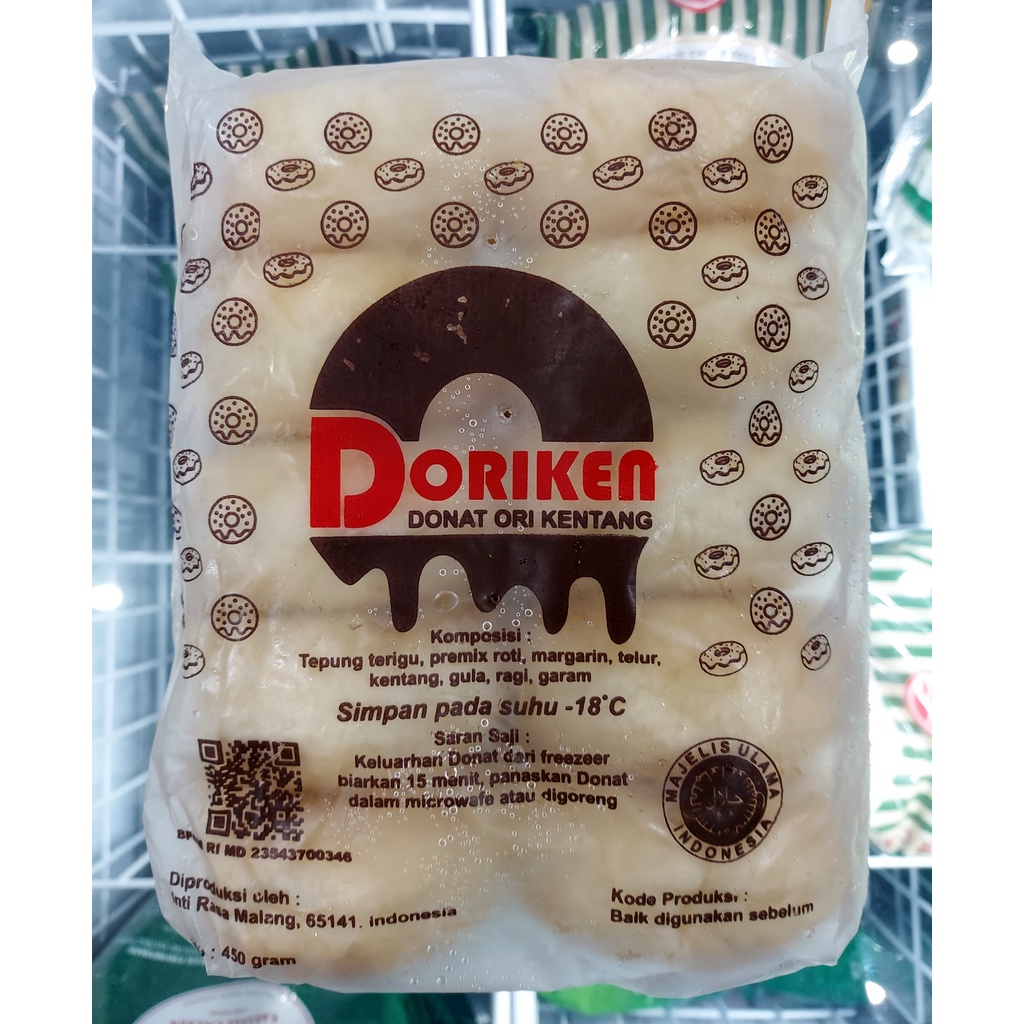 DORIKEN
DONAT ORI KENTANG
Komposisi :
Tepung terigu, premix roti, margarin, telur,
kentang, gula, ragi, garam
Simpan pada suhu -18°C
Saran Saji :
Keluarhan Donat dari freezeer
biarkan 15 menit, panaskan Donat
dalam microwafe atau digoreng
RI MD 23543700346
MAJELIS ULAMA
INDONESIA
Diproduksi oleh :
Inti Rasa Malang, 65141. Indonesia
: 450 gram
Kode Produksi :
Baik digunakan sebelum